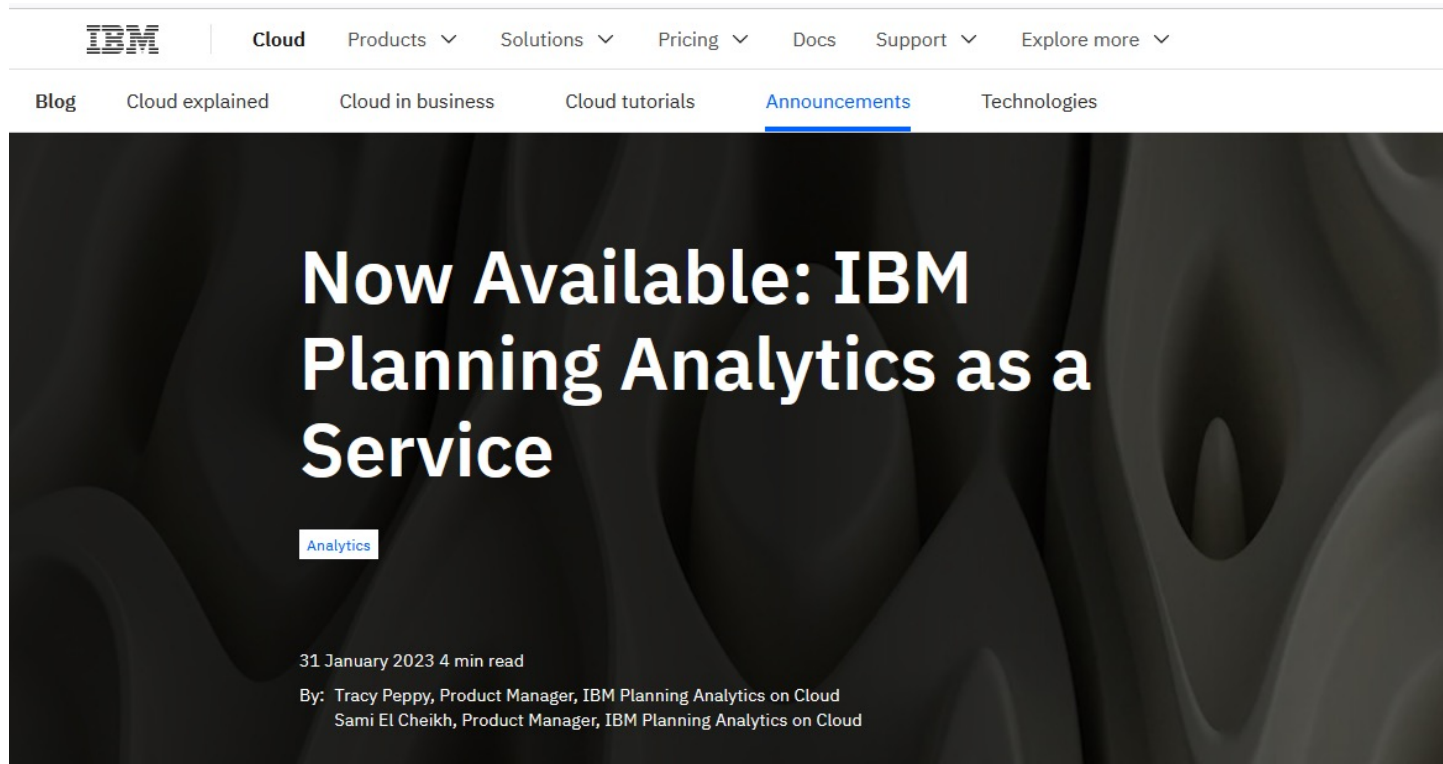 IBM Cloud Products Solutions Pricing Docs Support Explore more
Blog Cloud explained Cloud in business Cloud tutorials Announcements Technologies
Now Available: IBM
Planning Analytics as a
Service
Analytics
31 January 2023 4 min read
By: Tracy Peppy, Product Manager, IBM Planning Analytics on Cloud
Sami El Cheikh, Product Manager, IBM Planning Analytics on Cloud